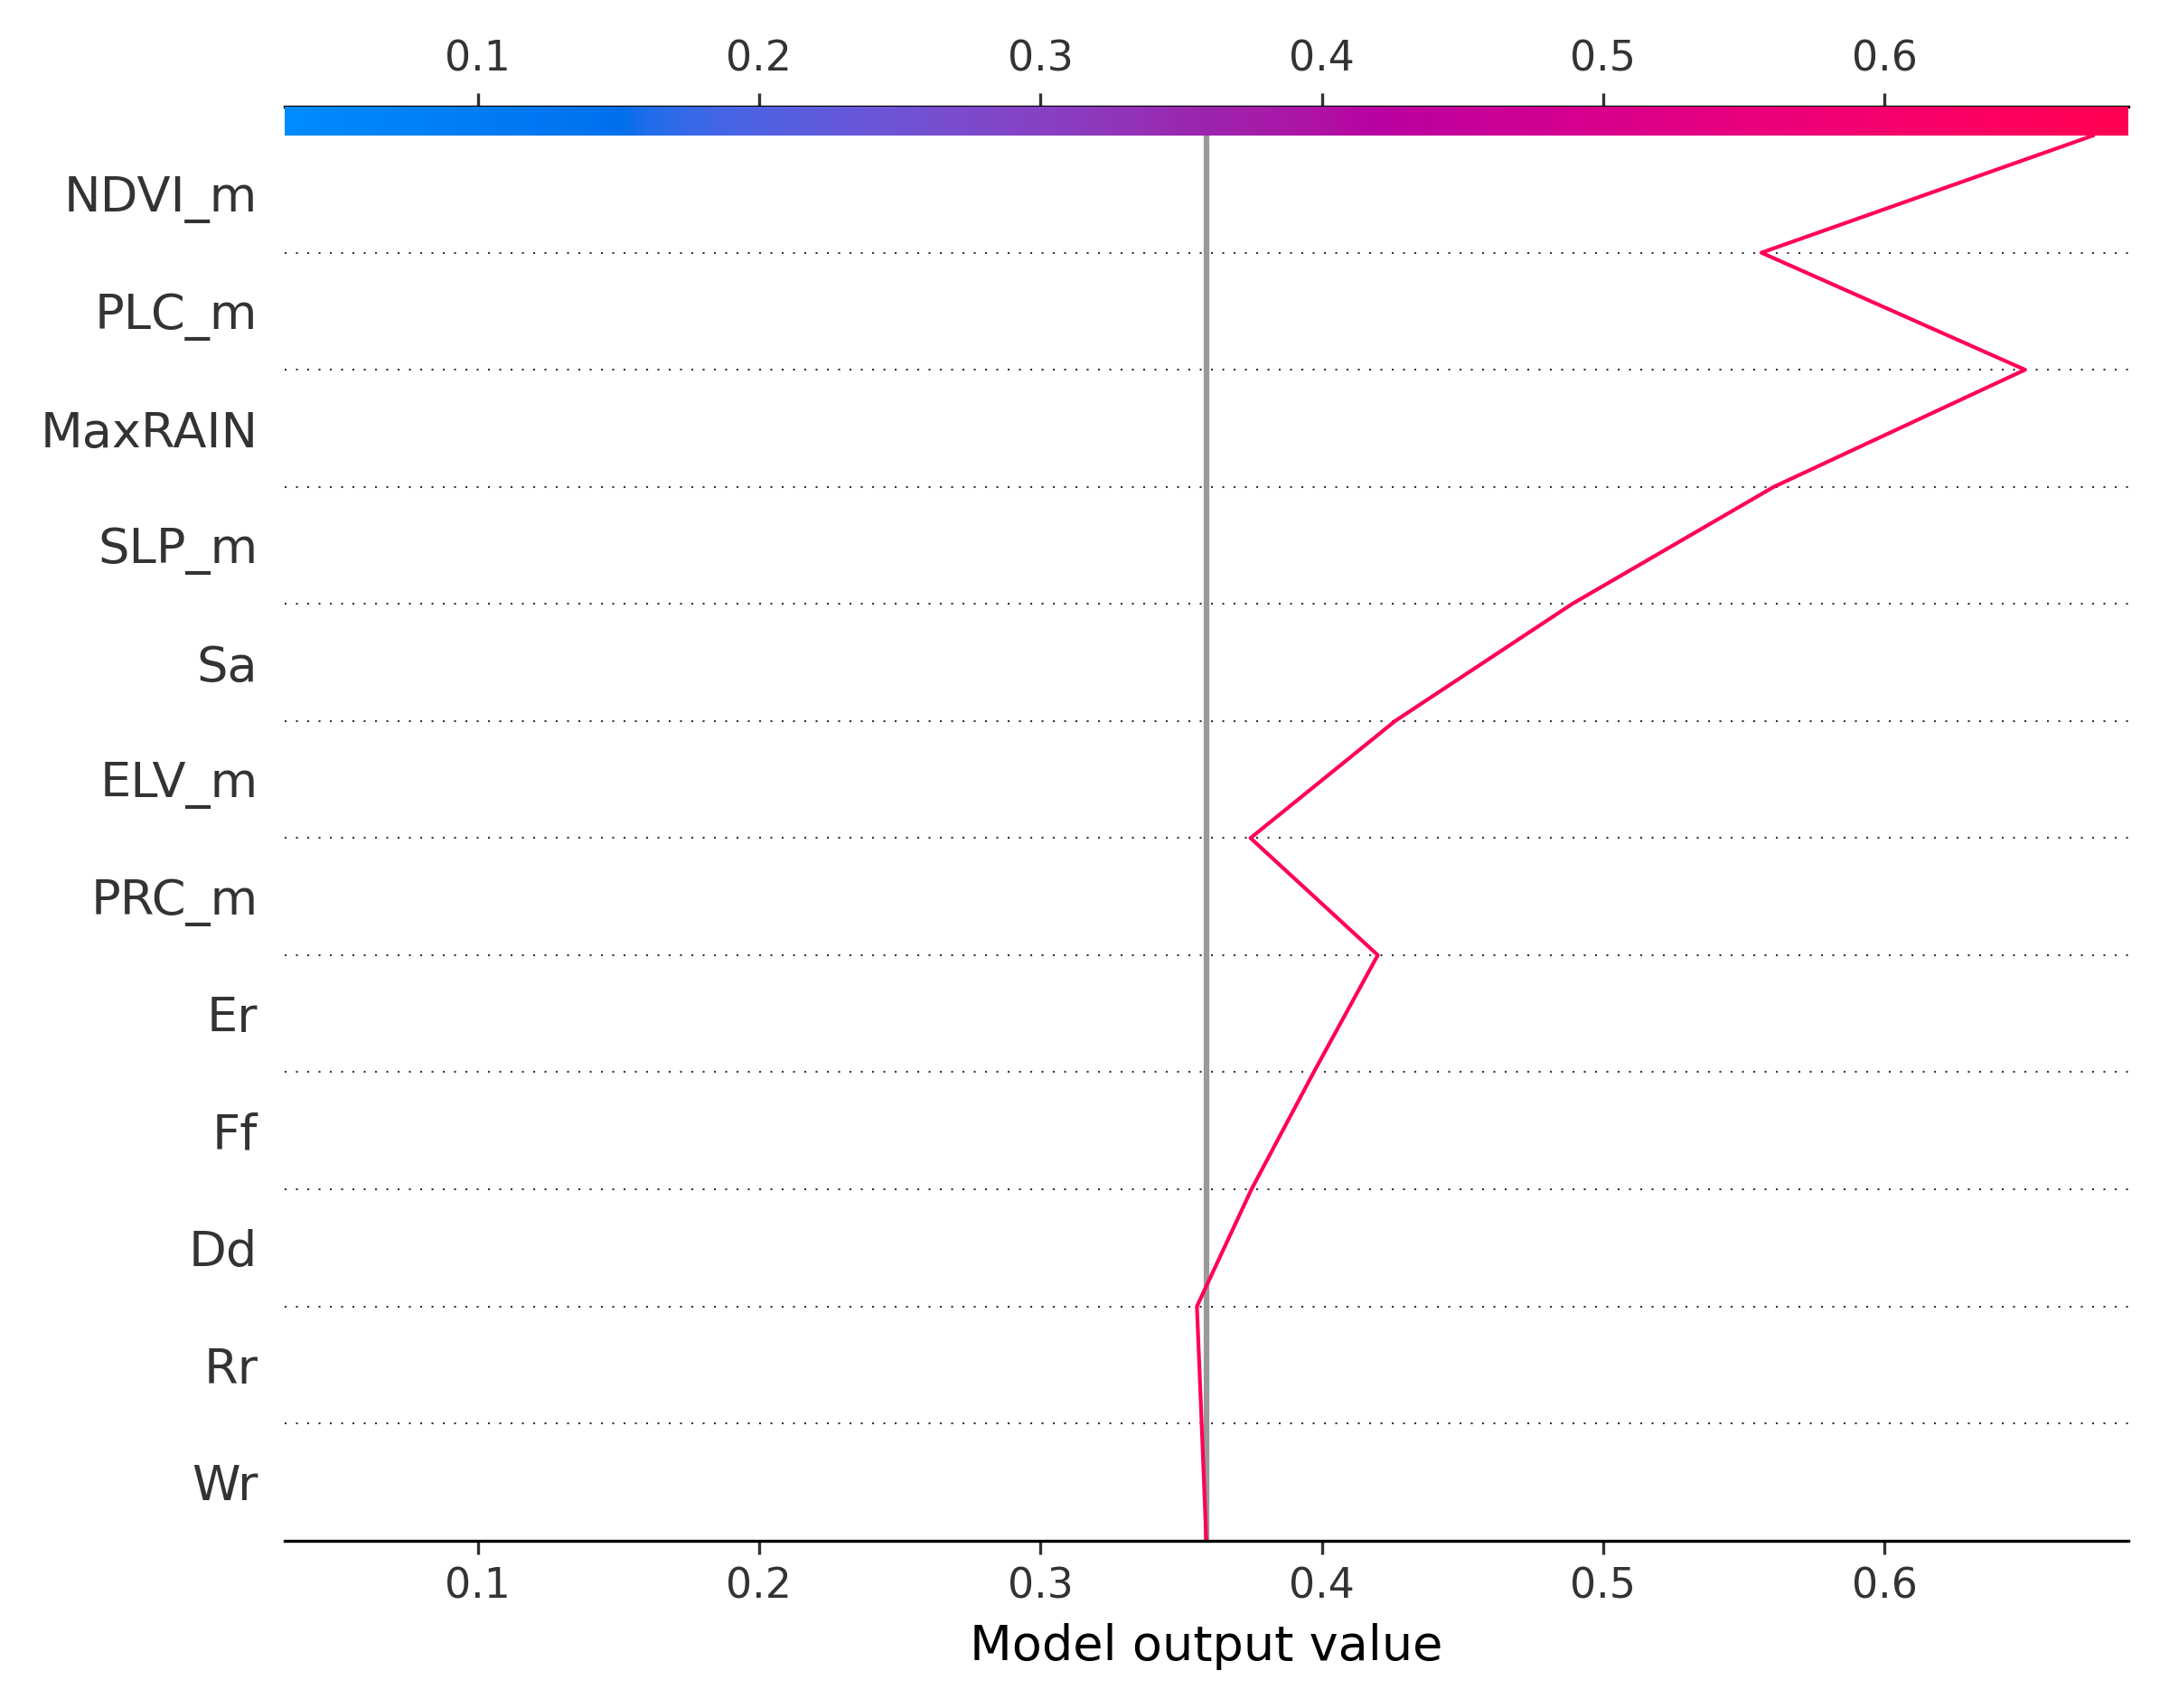 0.1 0.2 0.3 0.4 0.5 0.6
NDVI_m
PLC_m
MaxRAIN
SLP_m
Sa
ELV_m
PRC_m
Er
Ff
Dd
Rr
Wr
0.1 0.2 0.3 0.4 0.5 0.6
Model output value